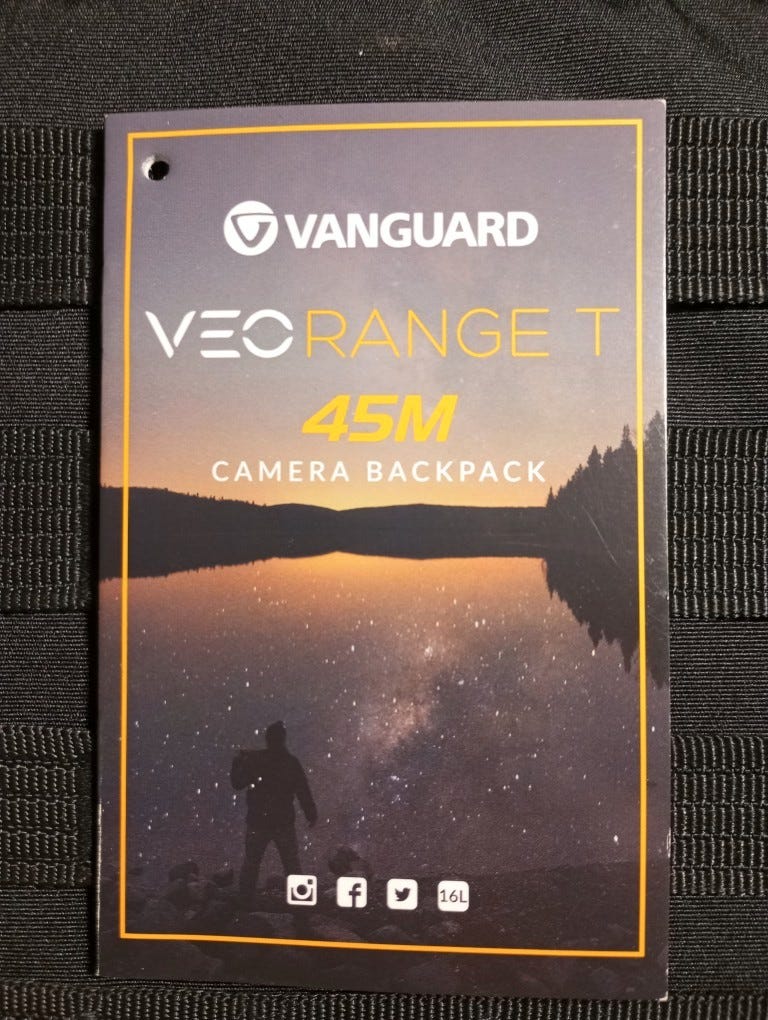 VANGUARD
VEO RANGE T
45M
CAMERA BACKPACK
16L